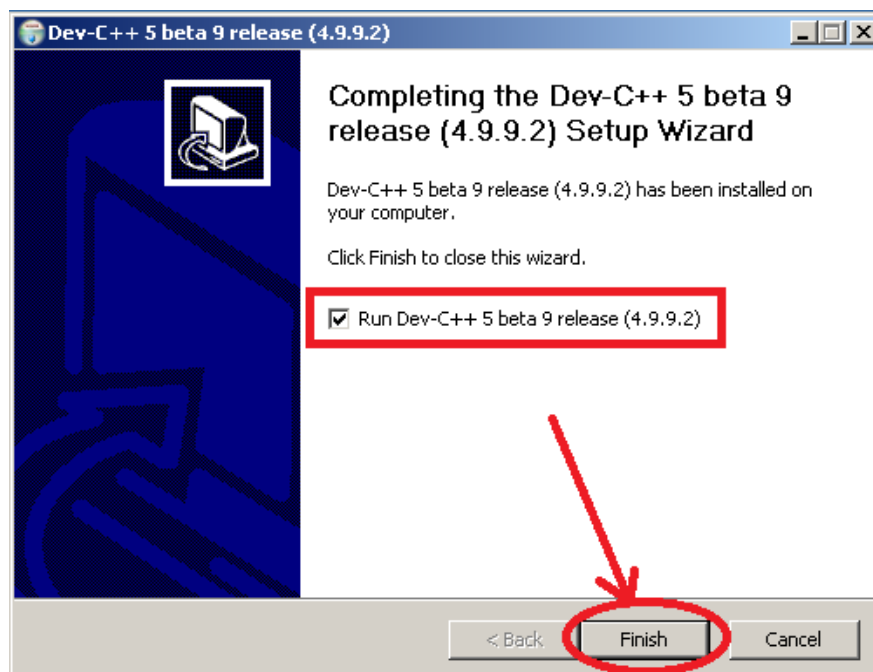 Dev-C++ 5 beta 9 release (4.9.9.2)
Completing the Dev-C++ 5 beta 9
release (4.9.9.2) Setup Wizard
Dev-C++ 5 beta 9 release (4.9.9.2) has been installed on
your computer.
Click Finish to close this wizard.
Run Dev-C++ 5 beta 9 release (4.9.9.2)
< Back Finish Cancel